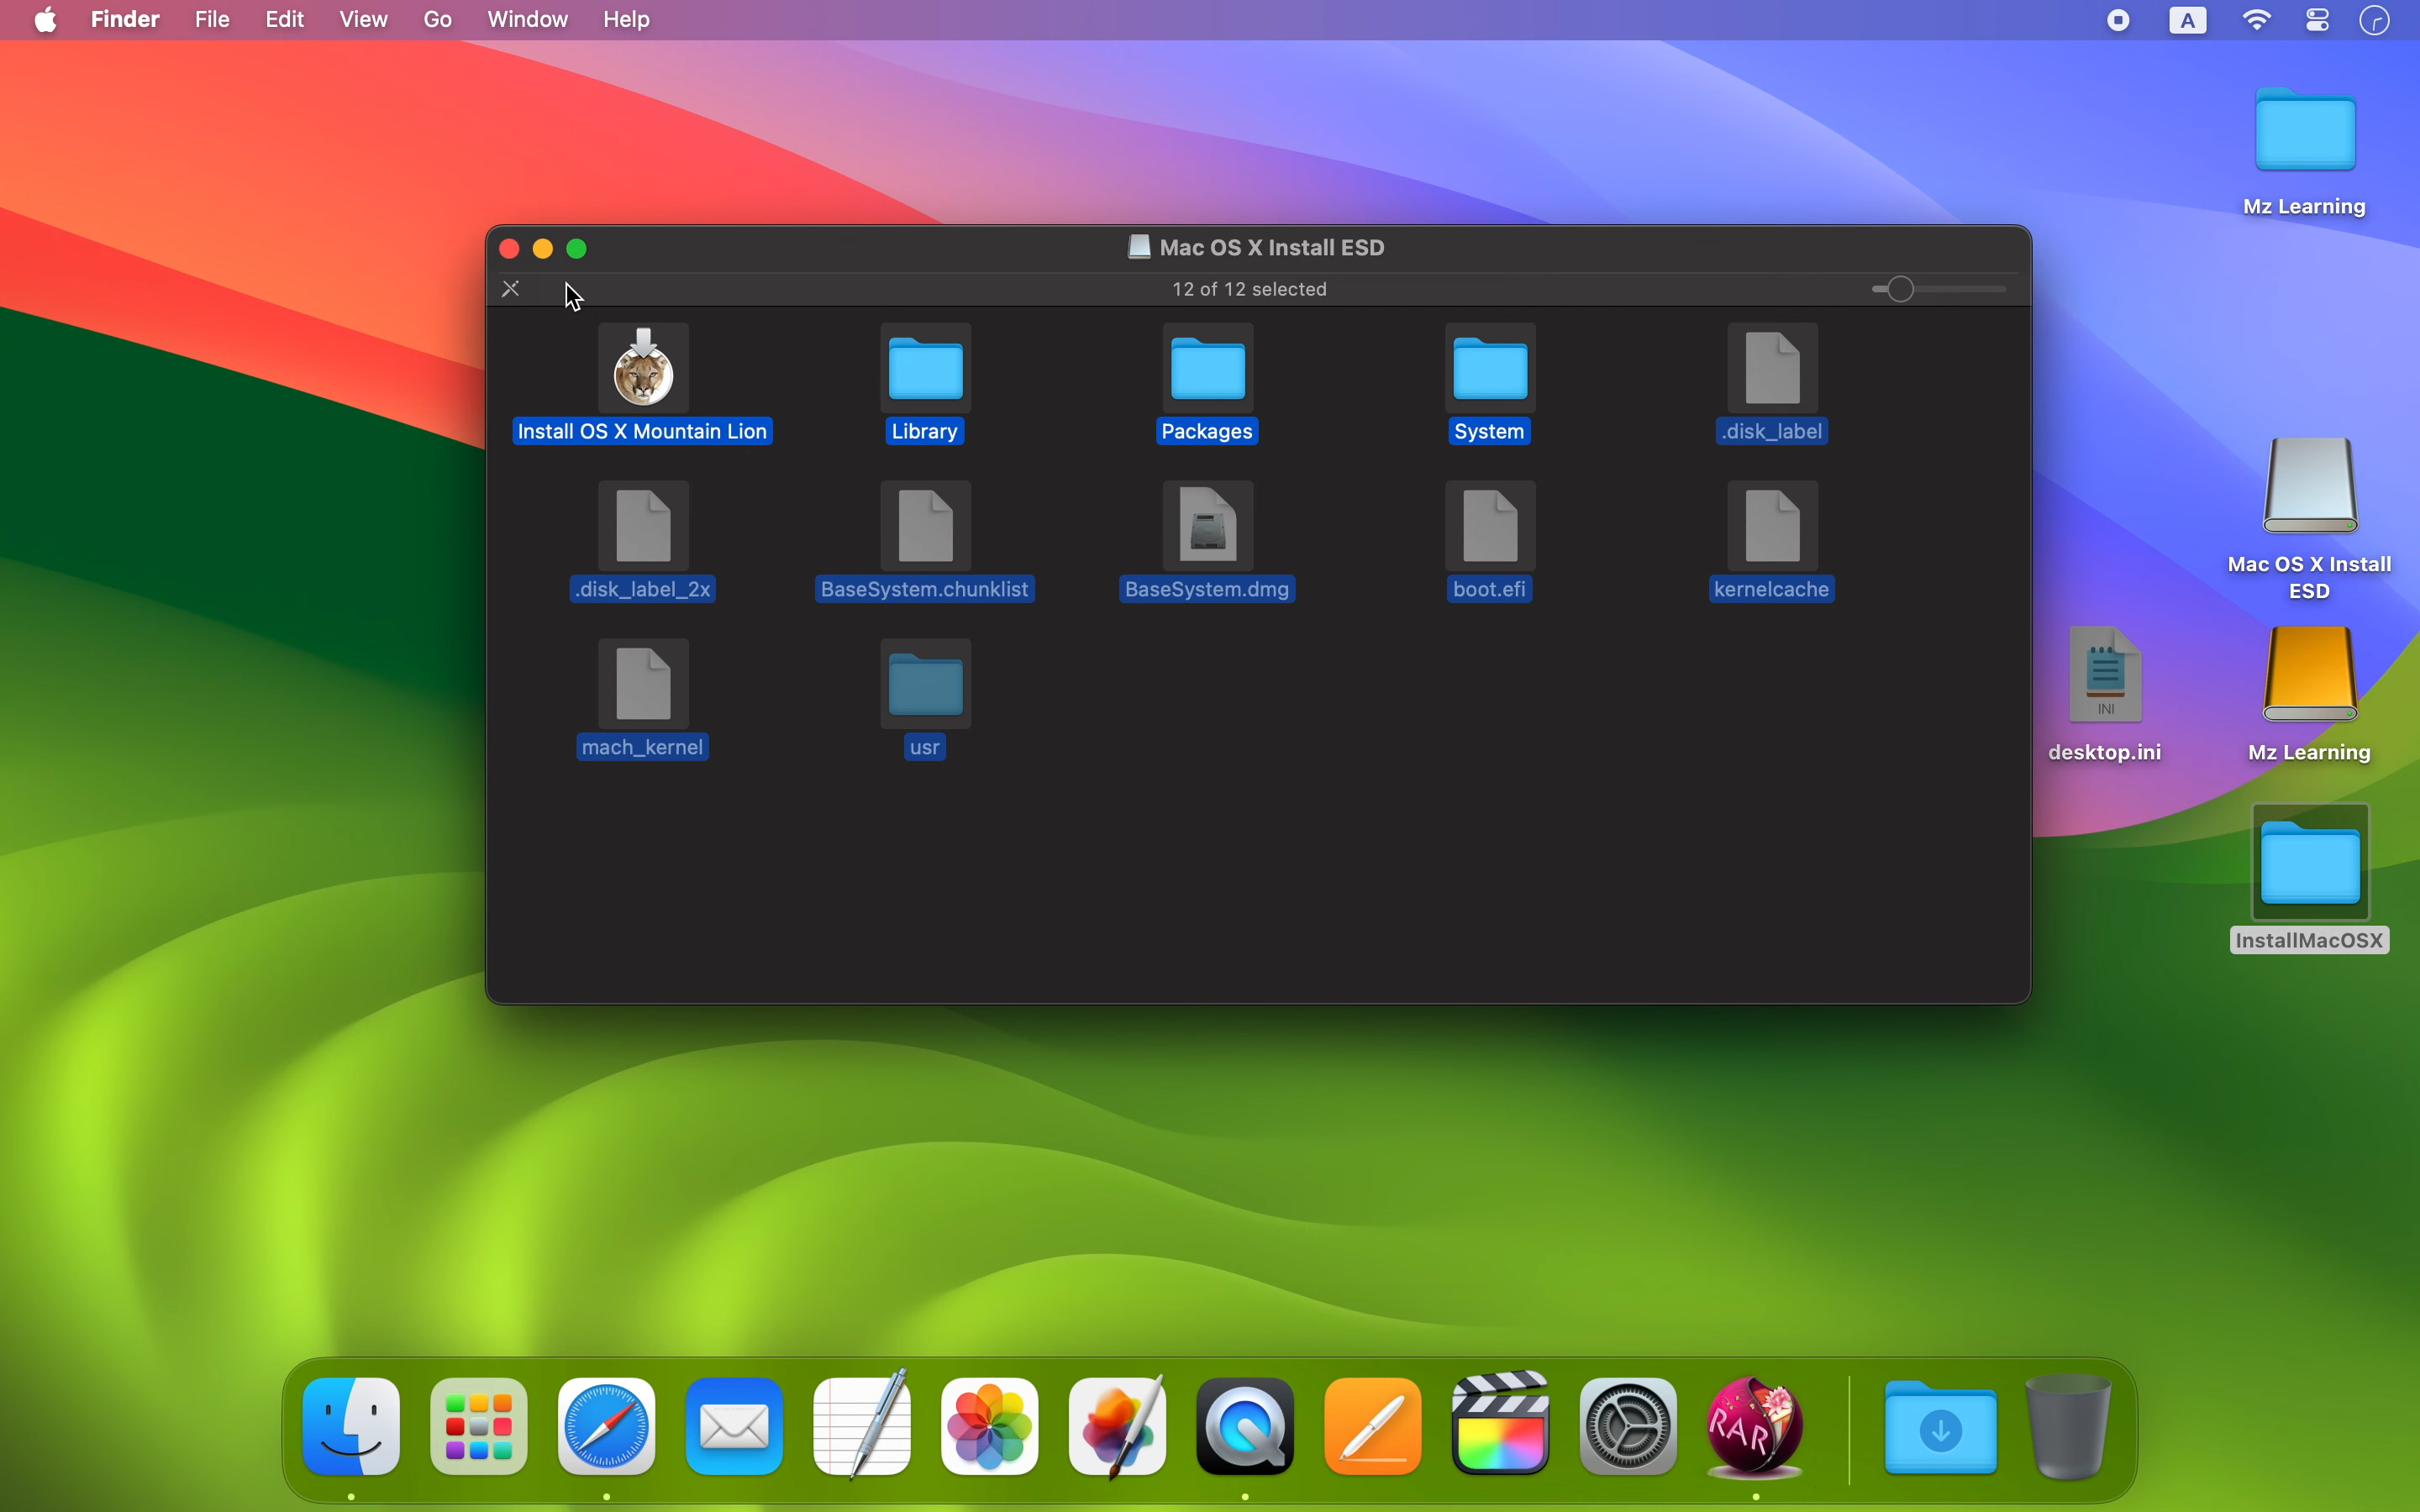 Finder File Edit View Go Window Help A
Mz Learning
Mac OS X Install ESD
12 of 12 selected
Install OS X Mountain Lion
Library
Packages
System
.disk_label
.disk_label_2x
BaseSystem.chunklist
BaseSystem.dmg
boot.efi
kernelcache
mach_kernel
usr
Mac OS X Install
ESD
INI
desktop.ini
Mz Learning
InstallMacOSX
RAR